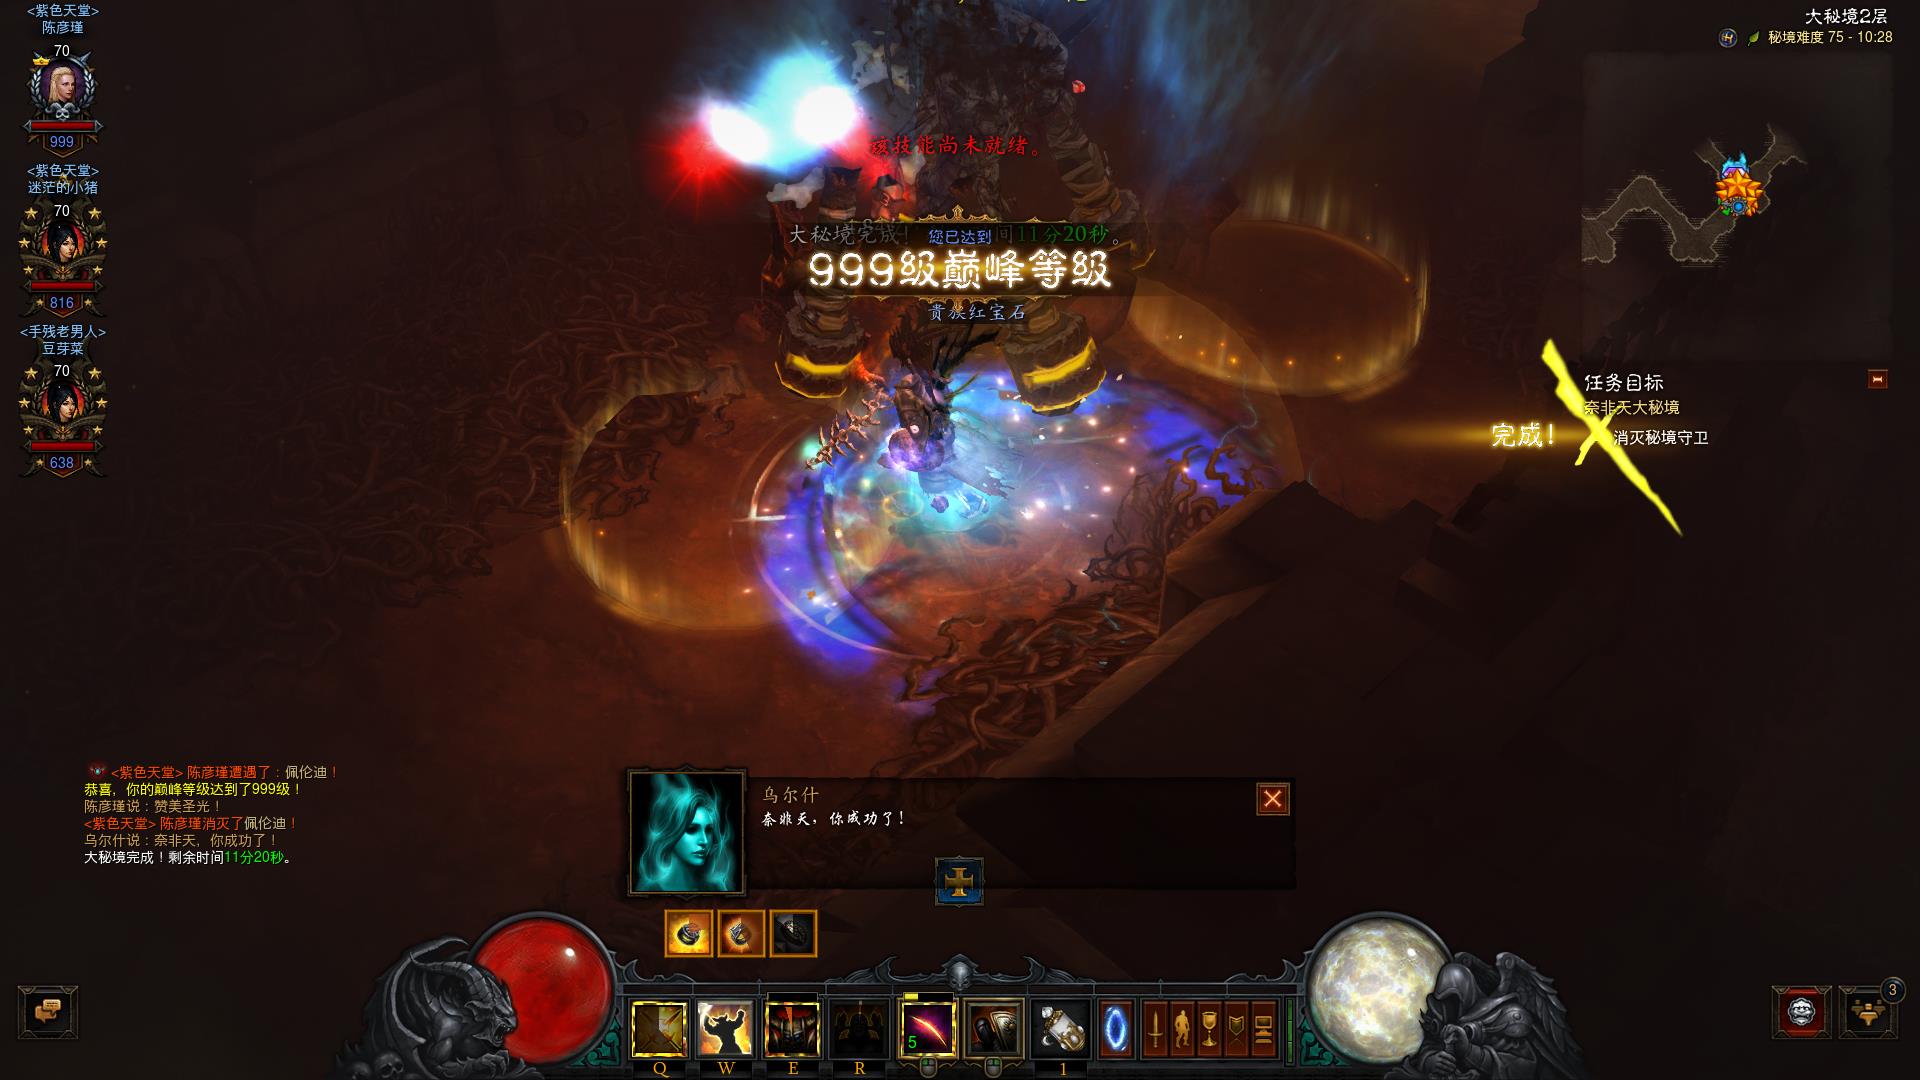 <紫色天堂>
陈彦瑾
70
999
<紫色天堂>
迷茫的小猪
70
816
<手残老男人>
豆芽菜
70
638
大秘境2层
秘境难度 75 - 10:28
该技能尚未就绪。
大秘境完成！
间11分20秒。
您已达到
999级巅峰等级
贵族红宝石
任务目标
奈非天大秘境
完成！
消灭秘境守卫
<紫色天堂> 陈彦瑾遭遇了：佩伦迪！
恭喜，你的巅峰等级达到了999级！
陈彦瑾说：赞美圣光！
<紫色天堂> 陈彦瑾消灭了佩伦迪！
乌尔什说：奈非天，你成功了！
大秘境完成！剩余时间11分20秒。
乌尔什
奈非天，你成功了！
5
Q
W
E
R
1
3